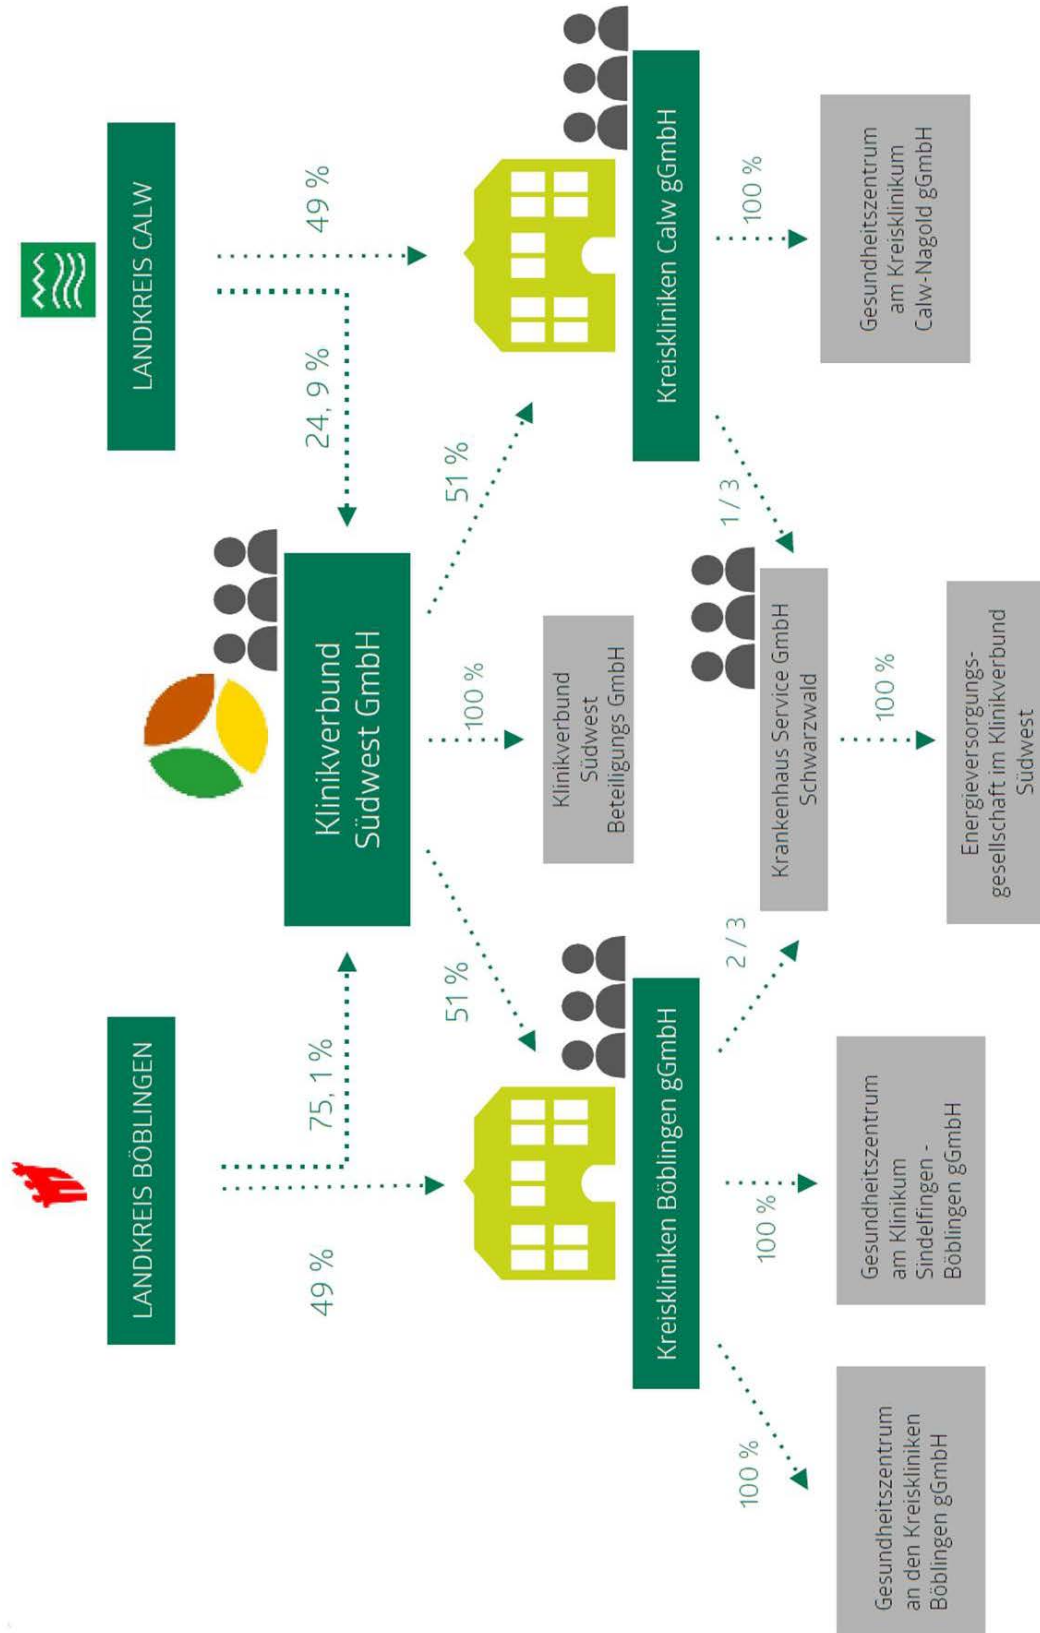 LANDKREIS BÖBLINGEN
LANDKREIS CALW
49 %
75, 1 %
24, 9 %
49 %
Klinikverbund
Südwest GmbH
51 %
100 %
51 %
Kreiskliniken Böblingen gGmbH
Klinikverbund
Südwest
Beteiligungs GmbH
Kreiskliniken Calw gGmbH
100 %
100 %
2 / 3
1 / 3
100 %
Krankenhaus Service GmbH
Schwarzwald
100 %
Gesundheitszentrum
an den Kreiskliniken
Böblingen gGmbH
Gesundheitszentrum
am Klinikum
Sindelfingen -
Böblingen gGmbH
Energieversorgungs-
gesellschaft im Klinikverbund
Südwest
Gesundheitszentrum
am Kreisklinikum
Calw-Nagold gGmbH